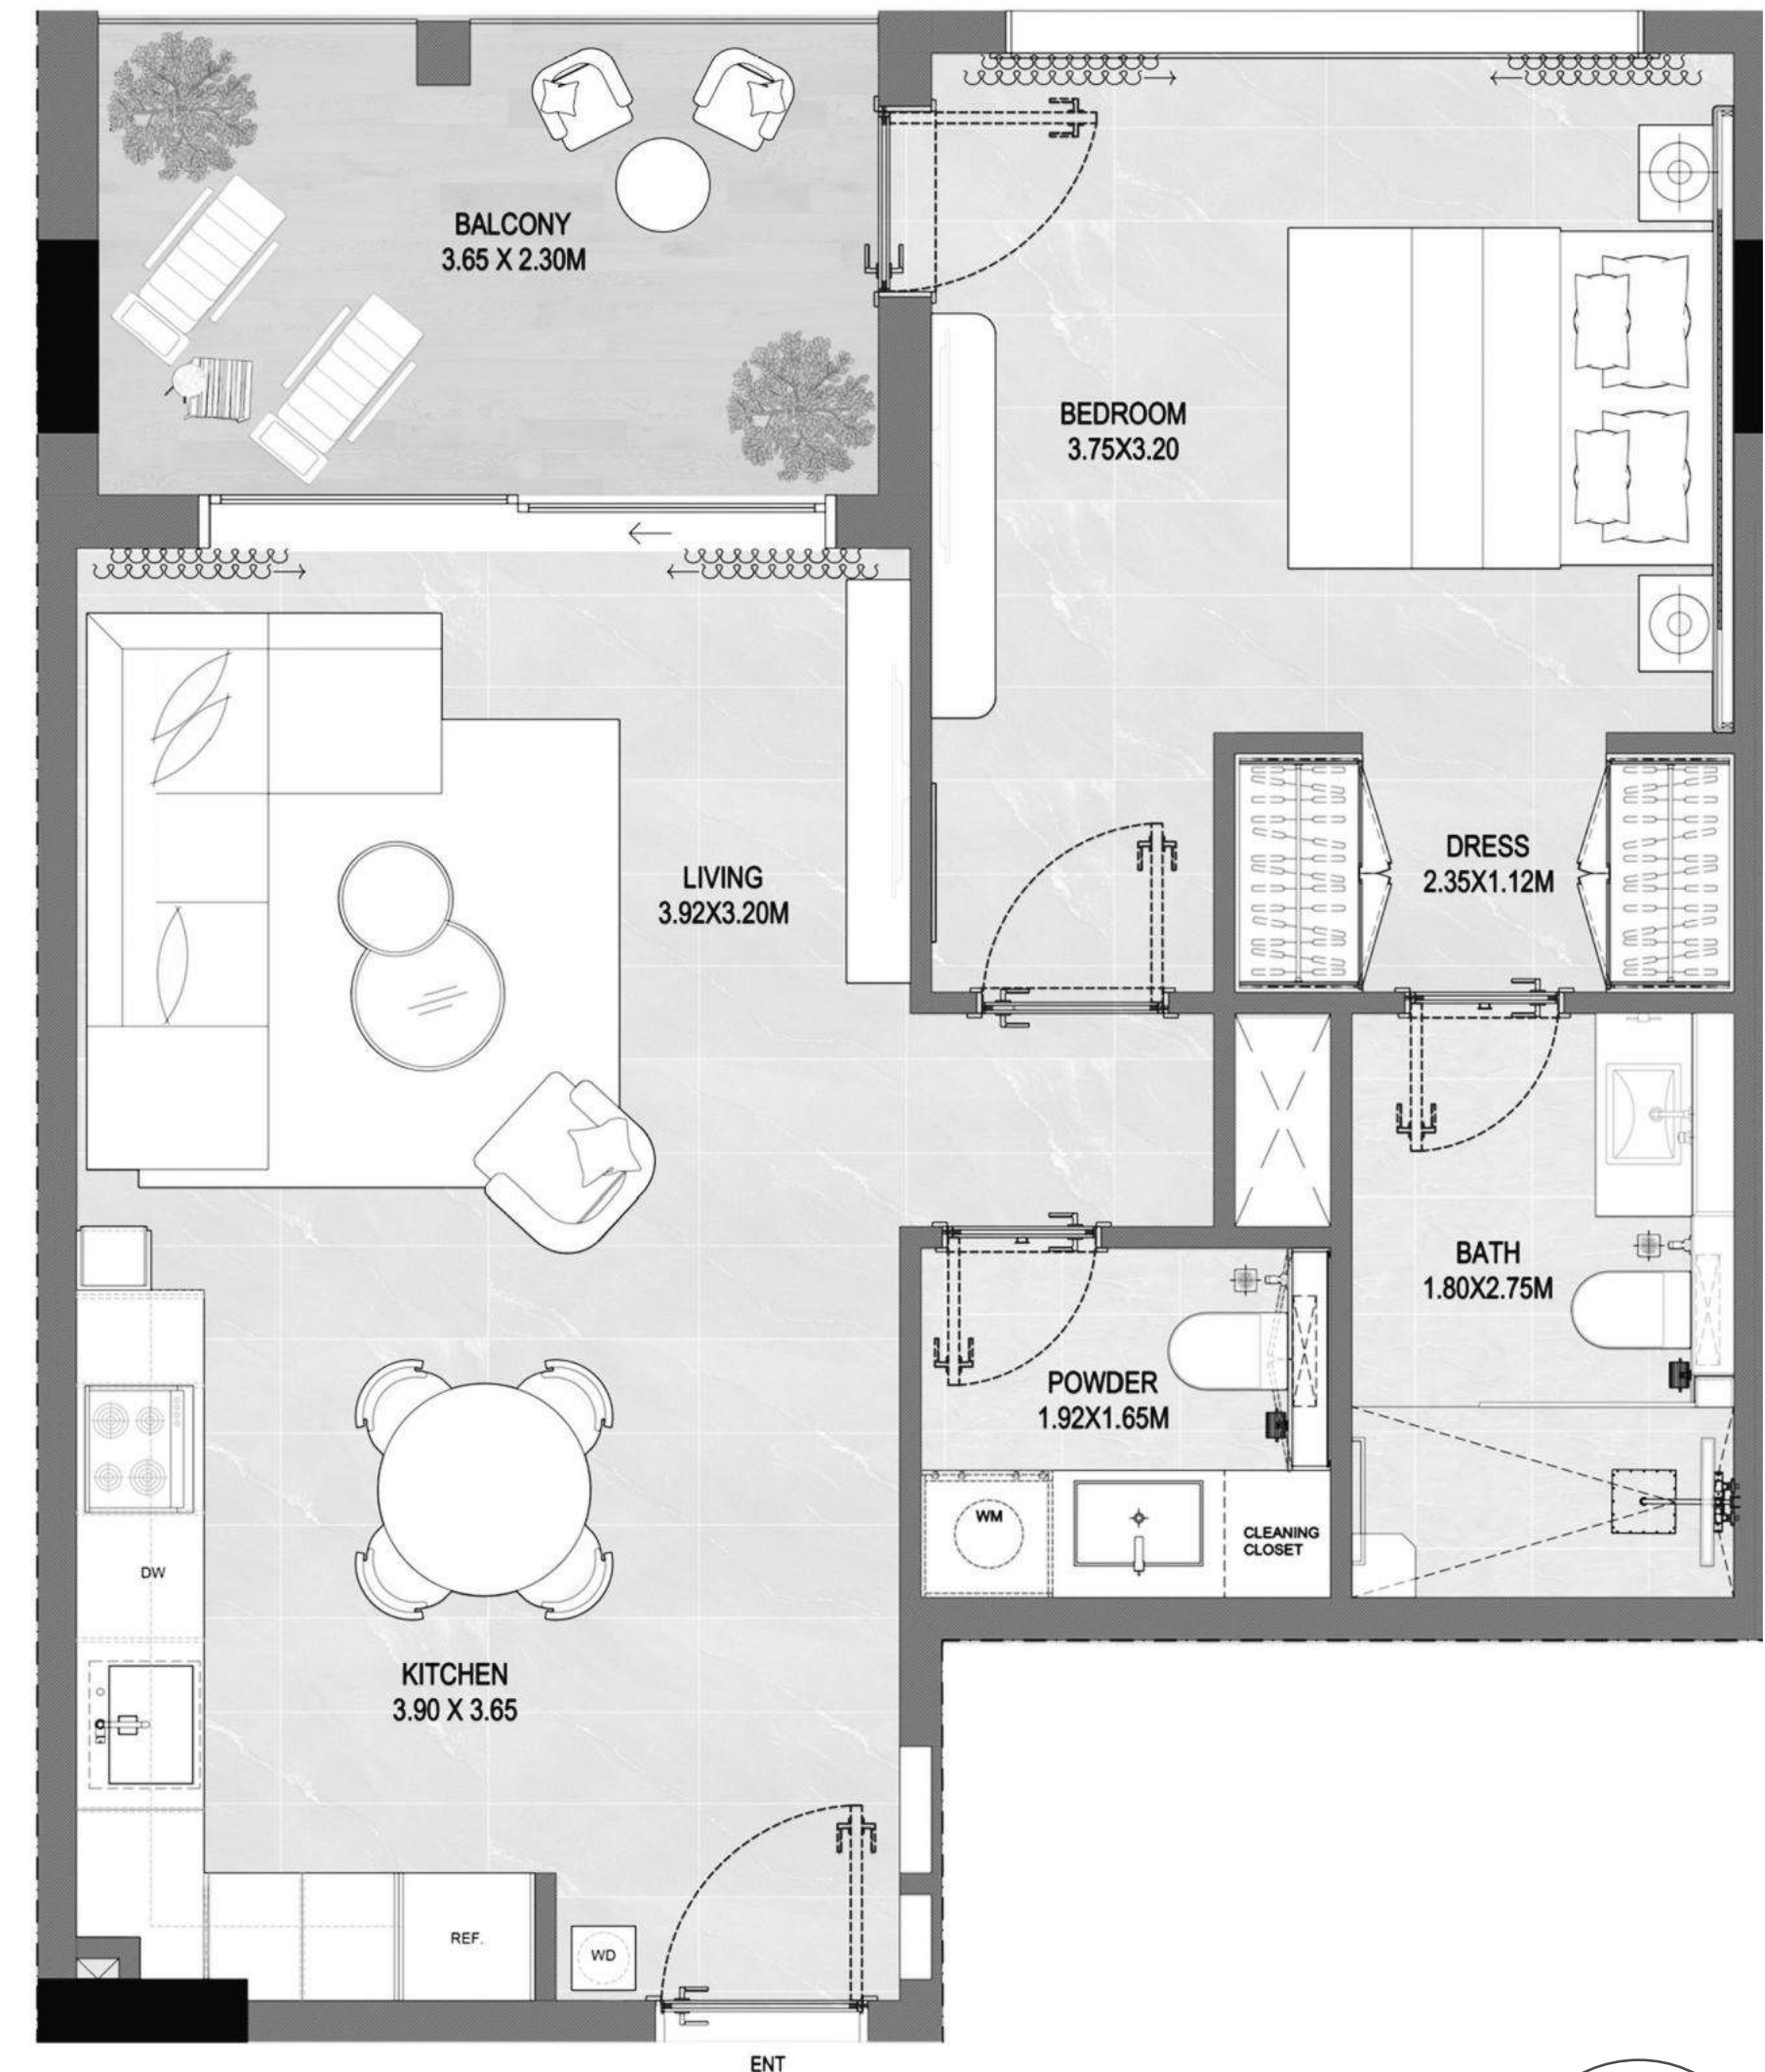 BALCONY
3.65 X 2.30M
BEDROOM
3.75X3.20
DRESS
2.35X1.12M
LIVING
3.92X3.20M
BATH
1.80X2.75M
POWDER
1.92X1.65M
WM
CLEANING
CLOSET
DW
KITCHEN
3.90 X 3.65
REF.
WD
ENT